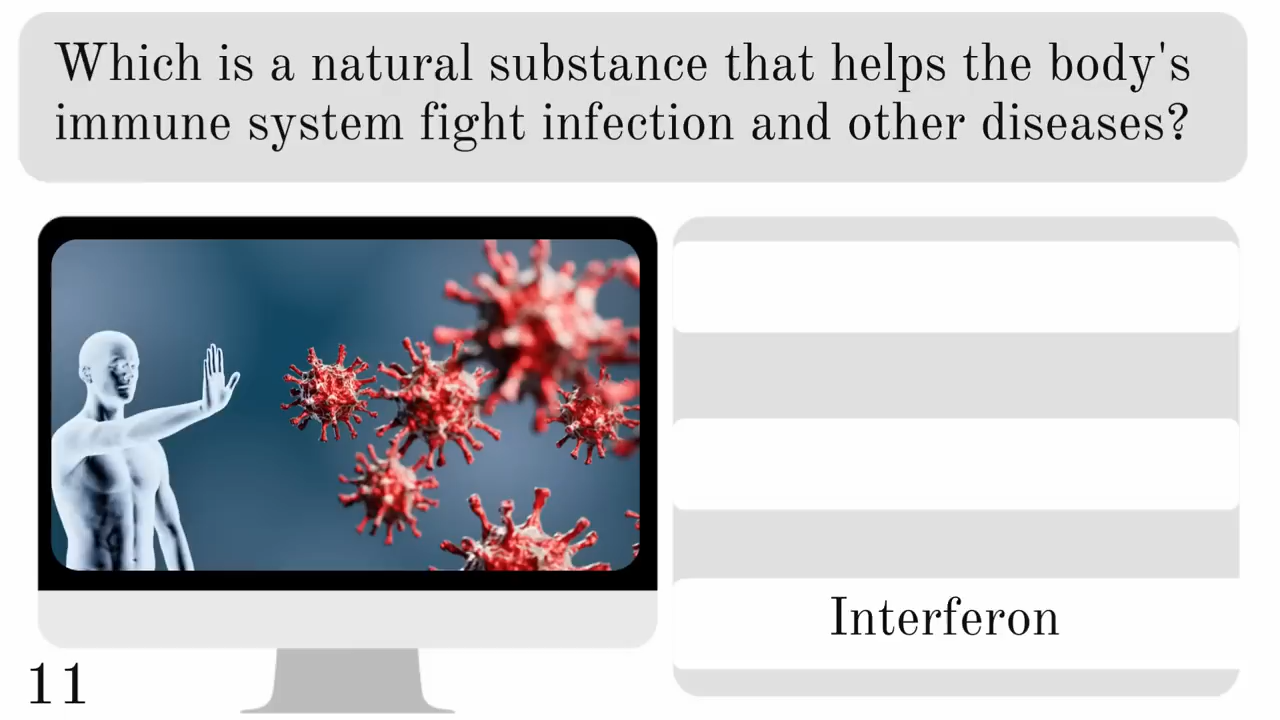 Which is a natural substance that helps the body's
immune system fight infection and other diseases?
Interferon
11